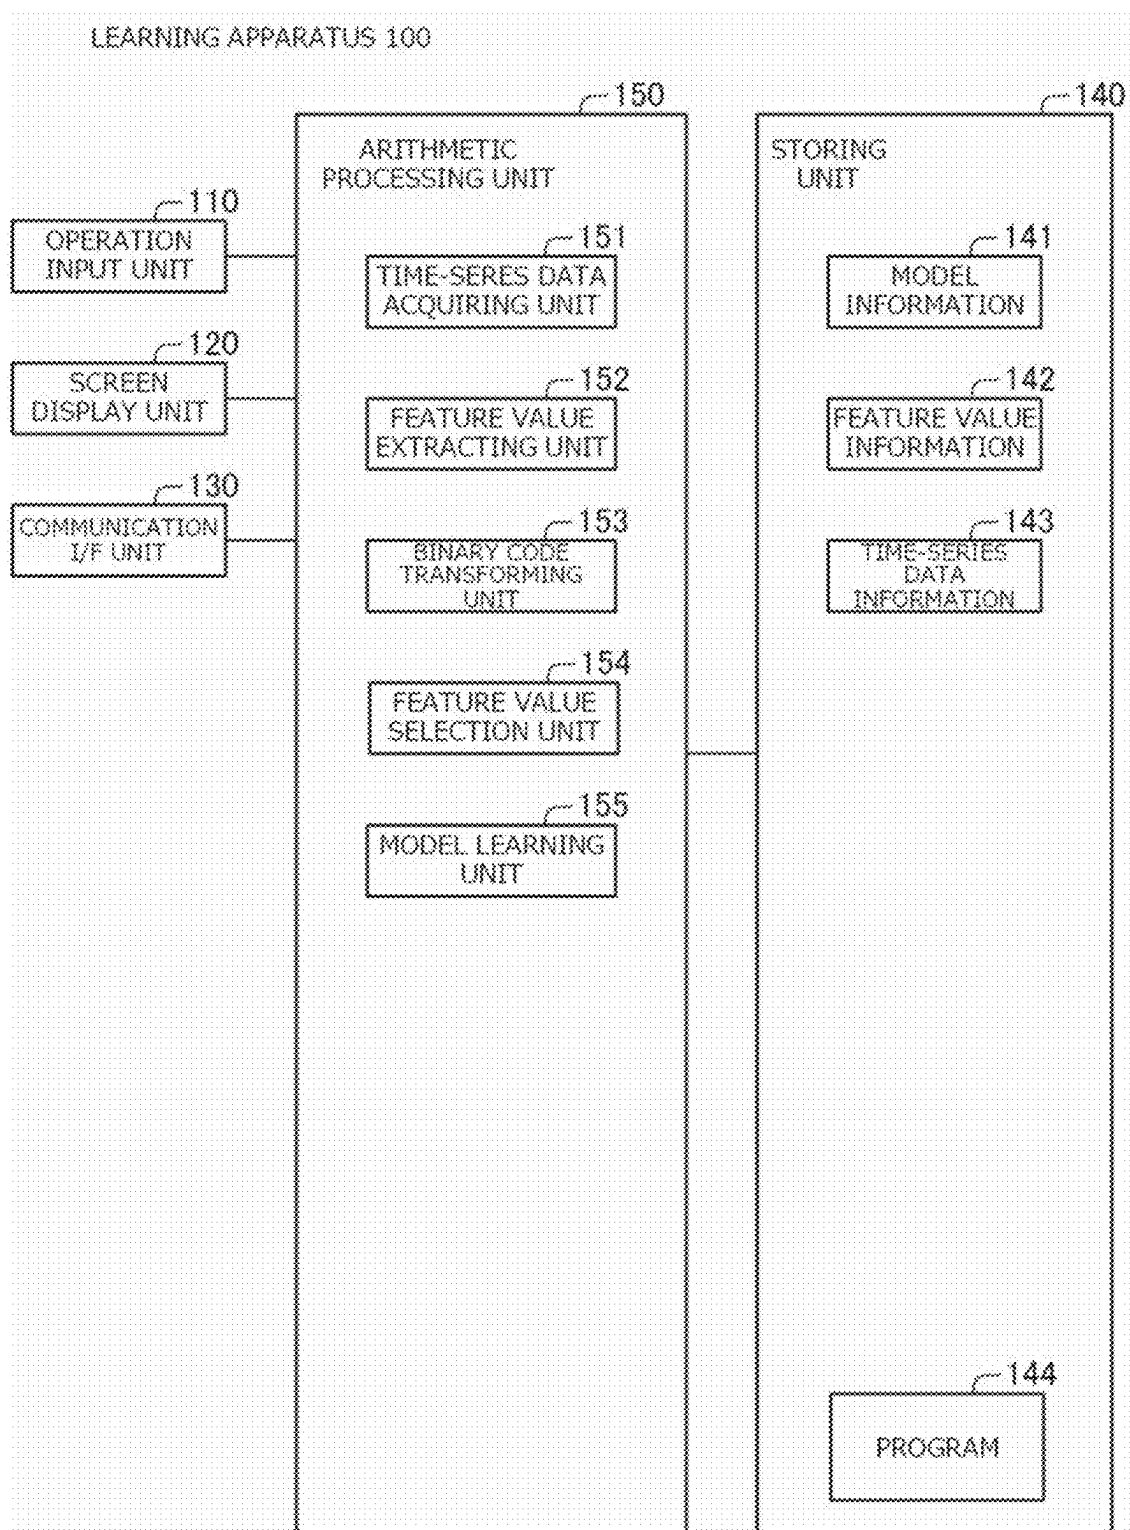 LEARNING APPARATUS 100
150
ARITHMETIC
PROCESSING UNIT
140
STORING
UNIT
110
OPERATION
INPUT UNIT
120
SCREEN
DISPLAY UNIT
130
COMMUNICATION
I/F UNIT
151
TIME-SERES DATA
ACQUIRING UNIT
152
FEATURE VALUE
EXTRACTING UNIT
153
BINARY CODE
TRANSFORMING
UNIT
154
FEATURE VALUE
SELECTION UNIT
155
MODEL LEARNING
UNIT
141
MODEL
INFORMATION
142
FEATURE VALUE
INFORMATION
143
TIME-SERIES
DATA
INFORMATION
144
PROGRAM